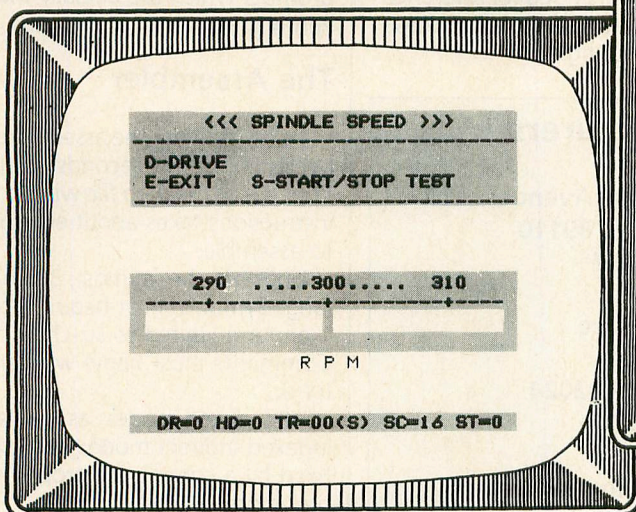 <<< SPINDLE SPEED >>>
D-DRIVE
E-EXIT S-START/STOP TEST
290 .....300..... 310
R P M
DR=0 HD=0 TR=00(S) SC=16 ST=0